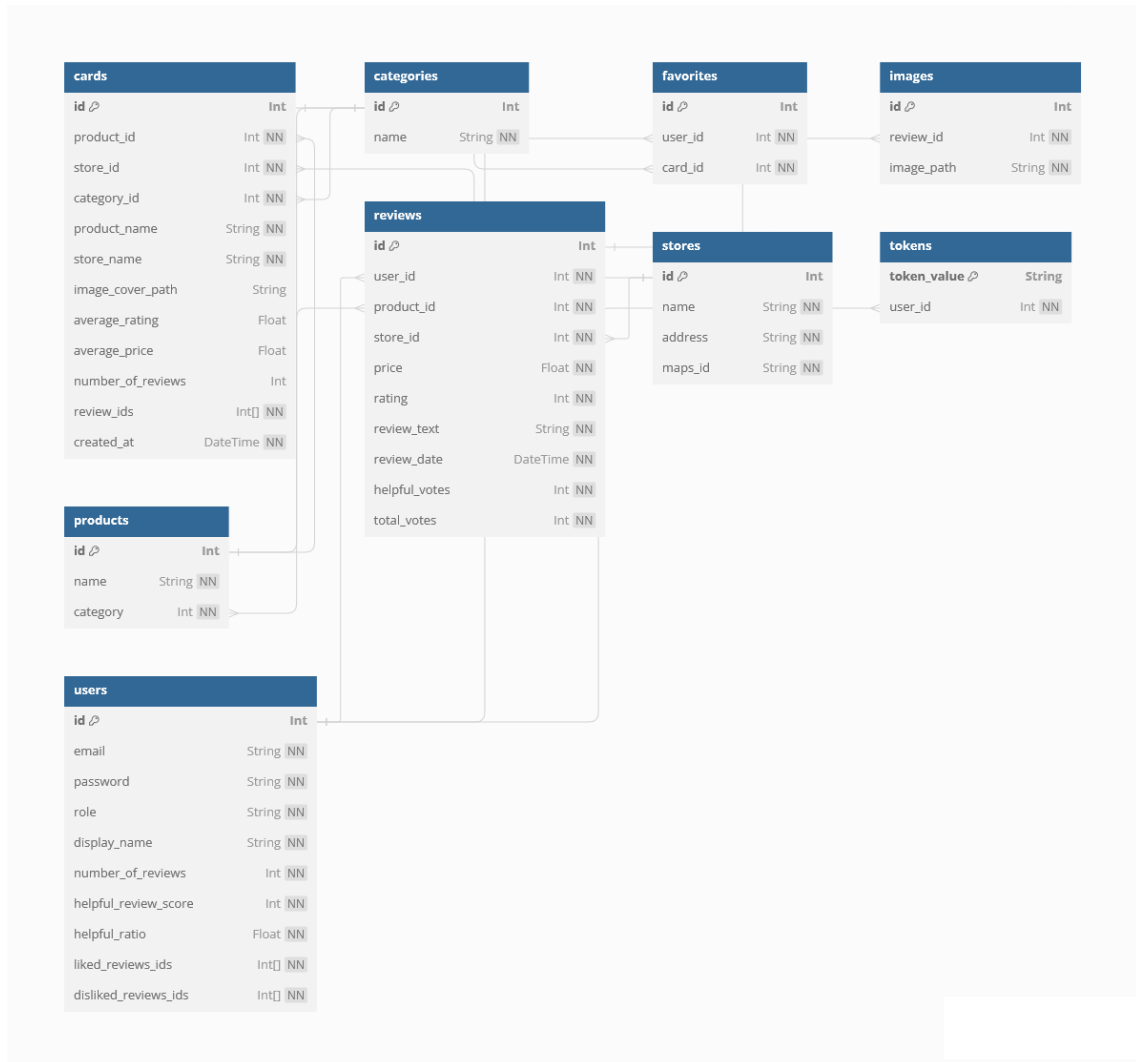 cards
id Int
product_id Int NN
store_id Int NN
category_id Int NN
product_name String NN
store_name String NN
image_cover_path String
average_rating Float
average_price Float
number_of_reviews Int
review_ids Int[] NN
created_at DateTime NN
categories
id Int
name String NN
favorites
id Int
user_id Int NN
card_id Int NN
images
id Int
review_id Int NN
image_path String NN
reviews
id Int
user_id Int NN
product_id Int NN
store_id Int NN
price Float NN
rating Int NN
review_text String NN
review_date DateTime NN
helpful_votes Int NN
total_votes Int NN
stores
id Int
name String NN
address String NN
maps_id String NN
tokens
token_value String
user_id Int NN
products
id Int
name String NN
category Int NN
users
id Int
email String NN
password String NN
role String NN
display_name String NN
number_of_reviews Int NN
helpful_review_score Int NN
helpful_ratio Float NN
liked_reviews_ids Int[] NN
disliked_reviews_ids Int[] NN